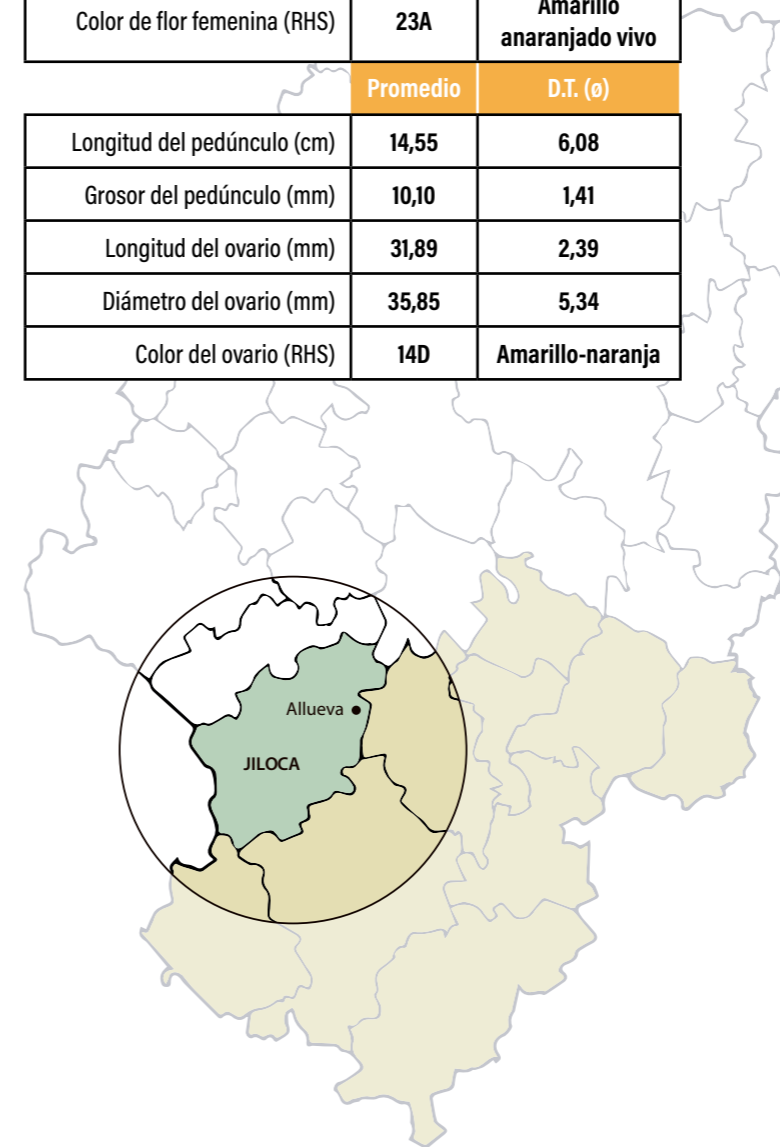 Color de flor femenina (RHS) 23A Amarillo
anaranjado vivo
Promedio D.T. (ø)
Longitud del pedúnculo (cm) 14,55 6,08
Grosor del pedúnculo (mm) 10,10 1,41
Longitud del ovario (mm) 31,89 2,39
Diámetro del ovario (mm) 35,85 5,34
Color del ovario (RHS) 14D Amarillo-naranja
Allueva
JILOCA